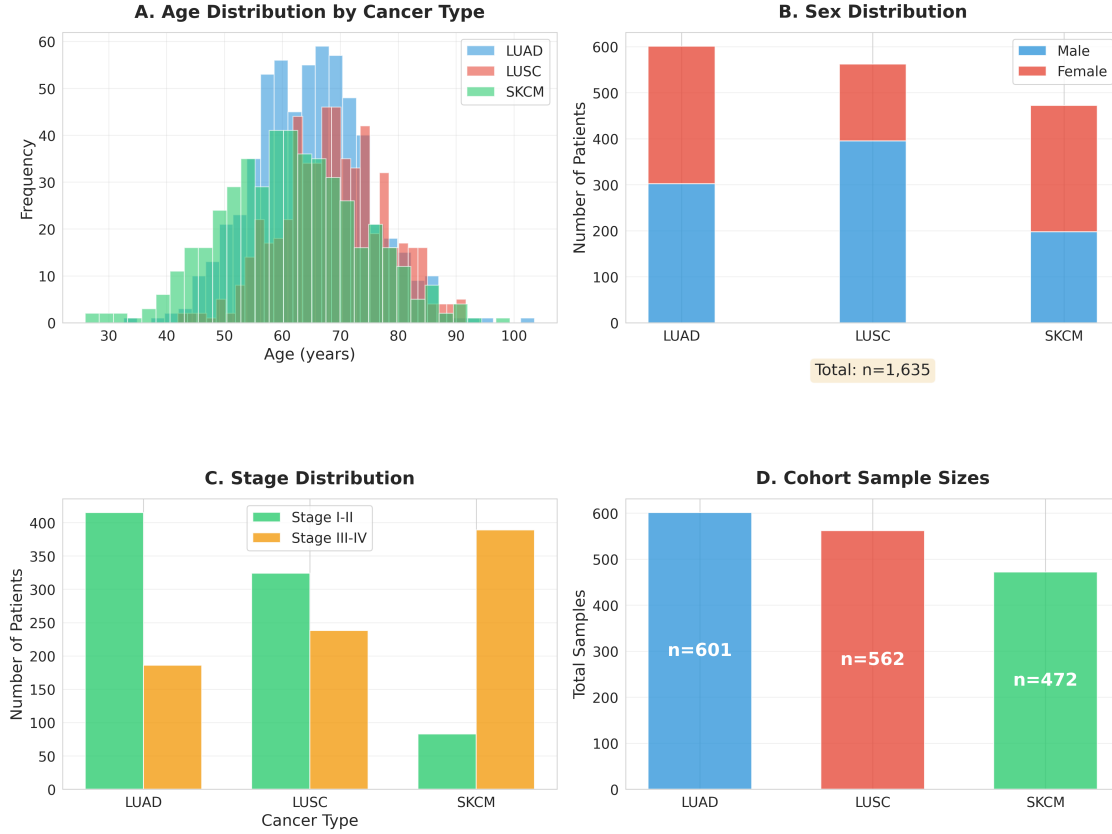 A. Age Distribution by Cancer Type
60
50
40
30
20
10
0
Frequency
LUAD
LUSC
SKCM
30 40 50 60 70 80 90 100
Age (years)
B. Sex Distribution
600
500
400
300
200
100
0
Number of Patients
Male
Female
LUAD LUSC SKCM
Total: n=1,635
C. Stage Distribution
400
350
300
250
200
150
100
50
0
Number of Patients
Stage I-II
Stage III-IV
LUAD LUSC SKCM
Cancer Type
D. Cohort Sample Sizes
600
500
400
300
200
100
0
Total Samples
n=601
n=562
n=472
LUAD LUSC SKCM